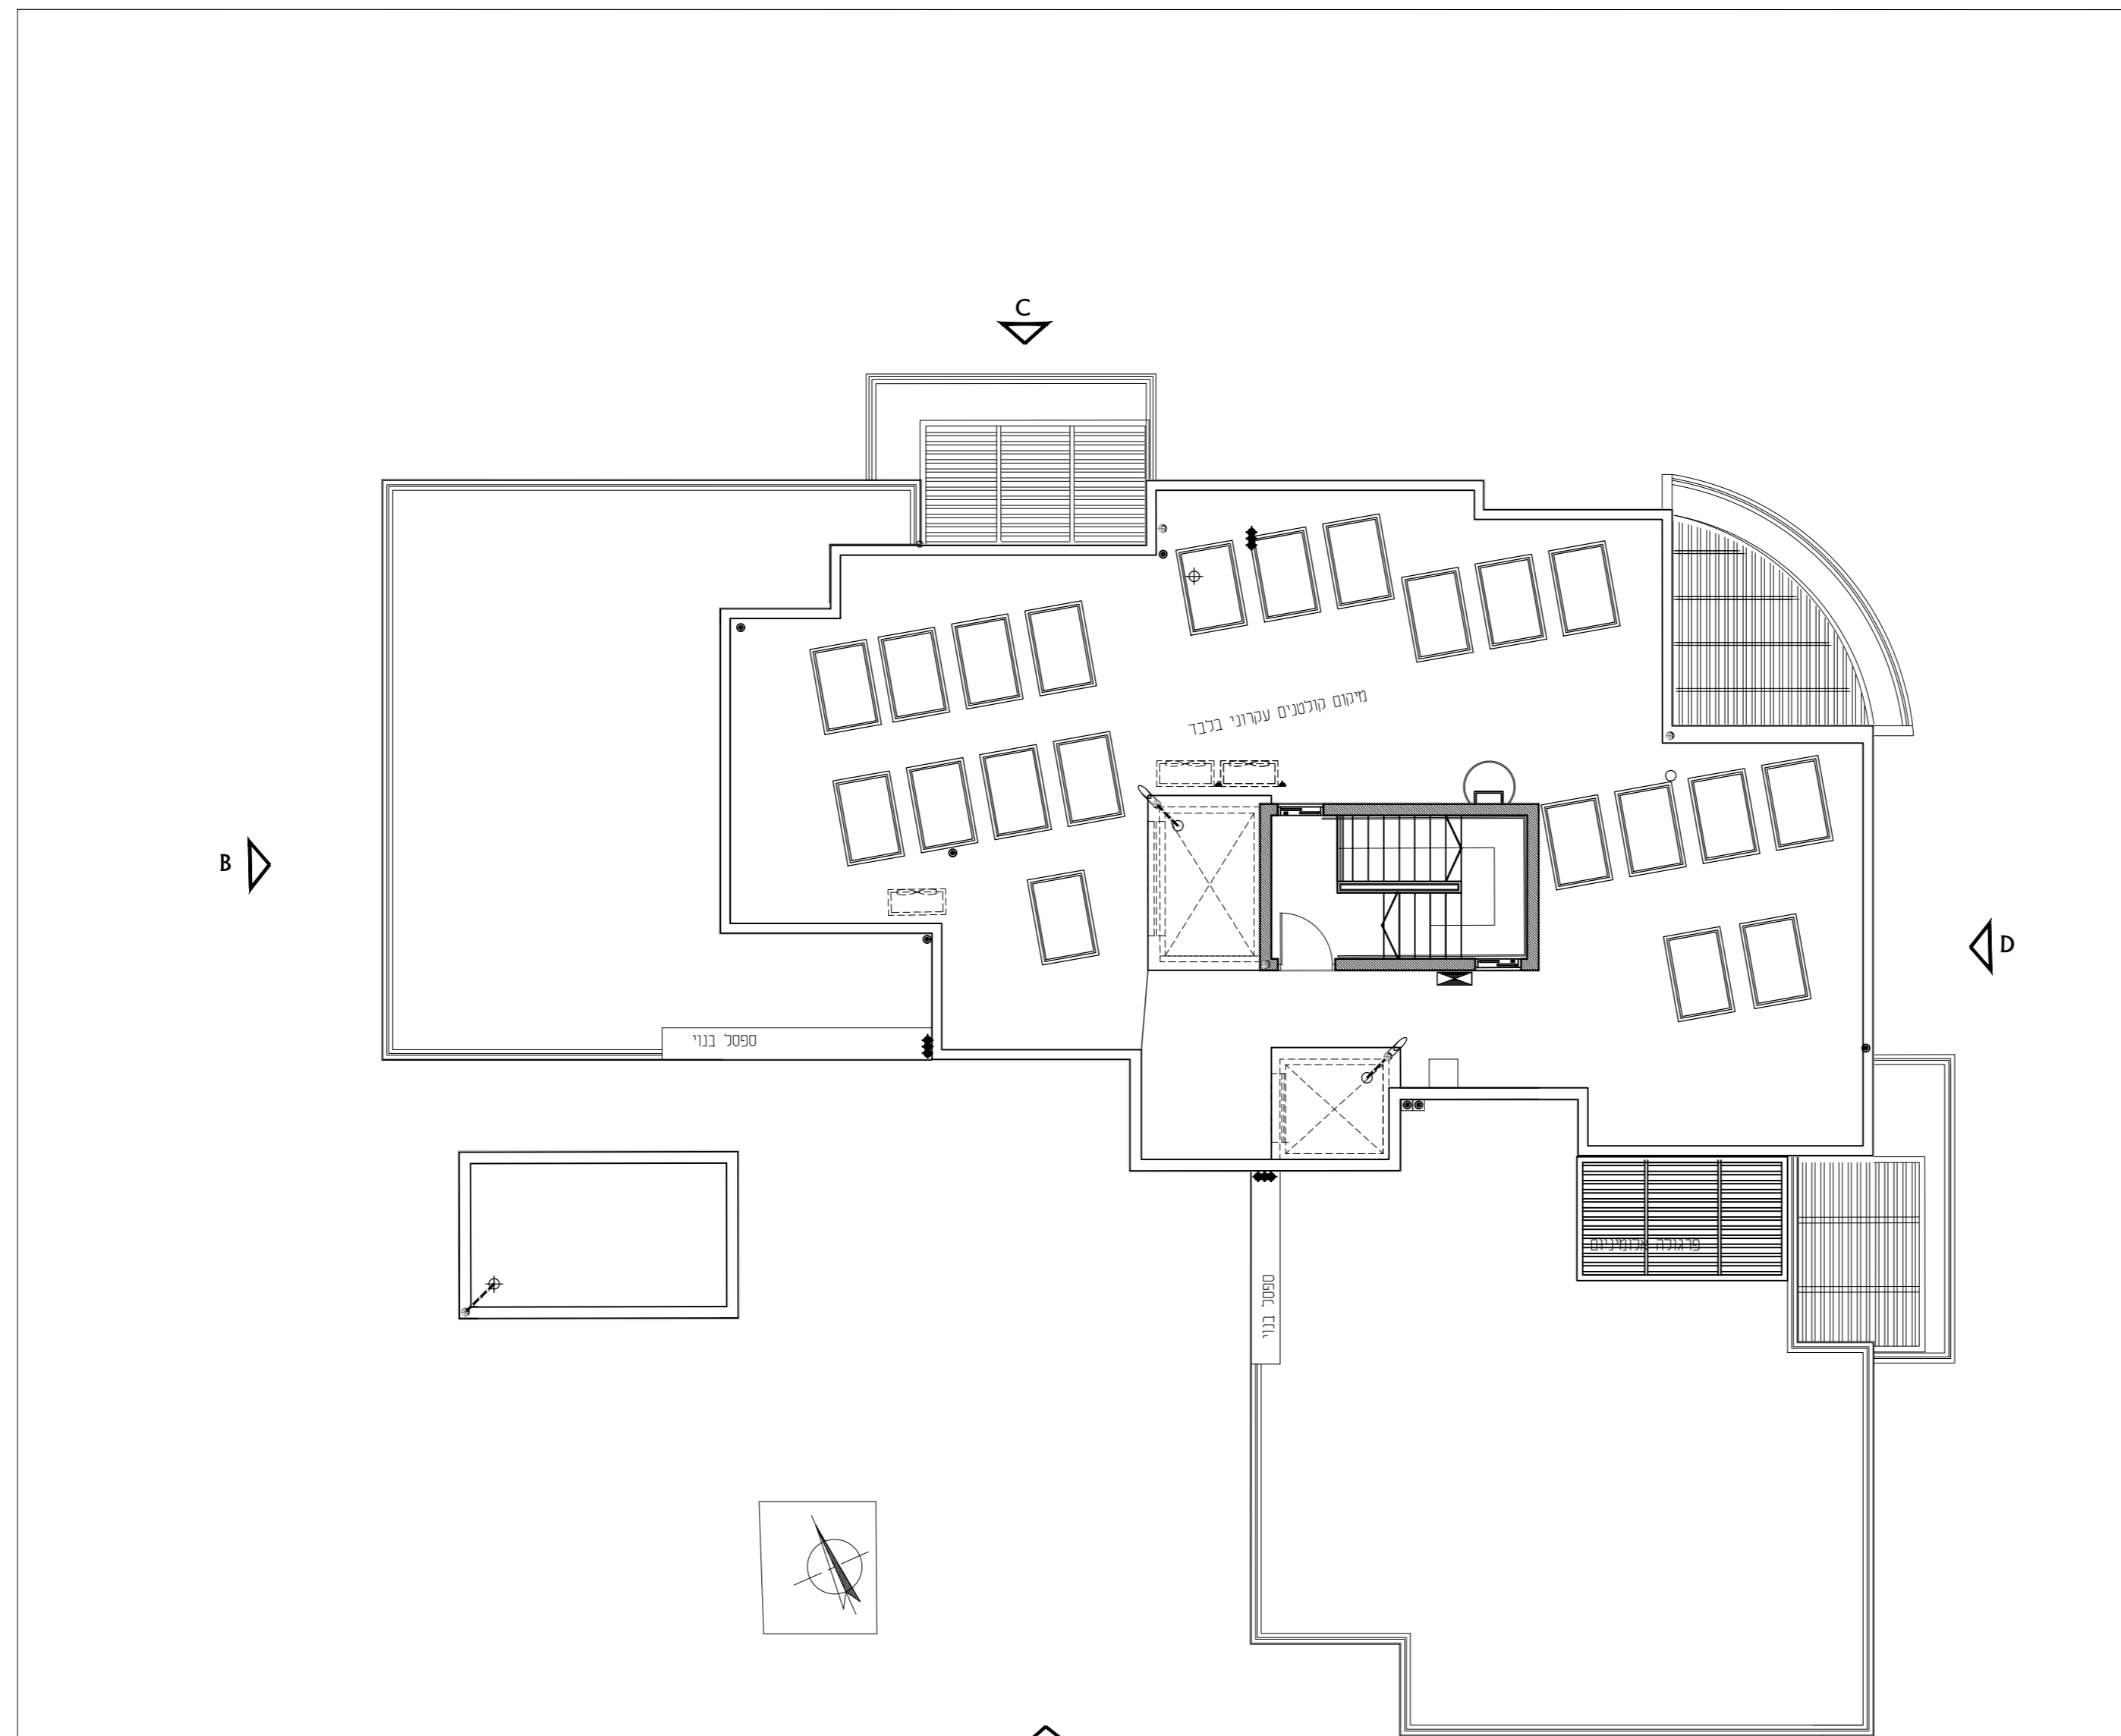 C
מיקום קולטנים עקרוני בלבד
B
D
ספסל בנוי
פרגולה אלומיניום
ספסל בנוי